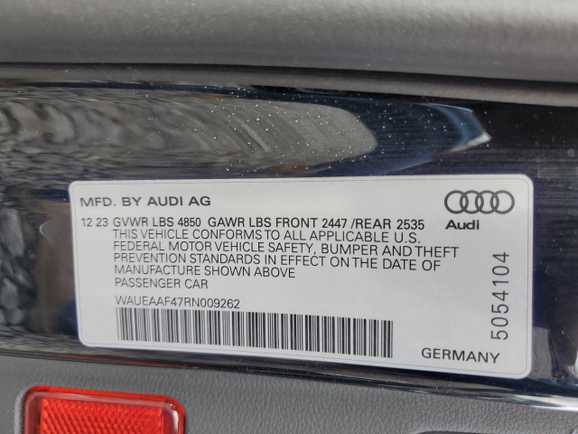 MFD. BY AUDI AG
12 23 GVWR LBS 4850 GAWR LBS FRONT 2447 /REAR 2535
THIS VEHICLE CONFORMS TO ALL APPLICABLE U.S.
FEDERAL MOTOR VEHICLE SAFETY, BUMPER AND THEFT
PREVENTION STANDARDS IN EFFECT ON THE DATE OF
MANUFACTURE SHOWN ABOVE
PASSENGER CAR
WAUEAAF47RN009262
Audi
5054104
GERMANY